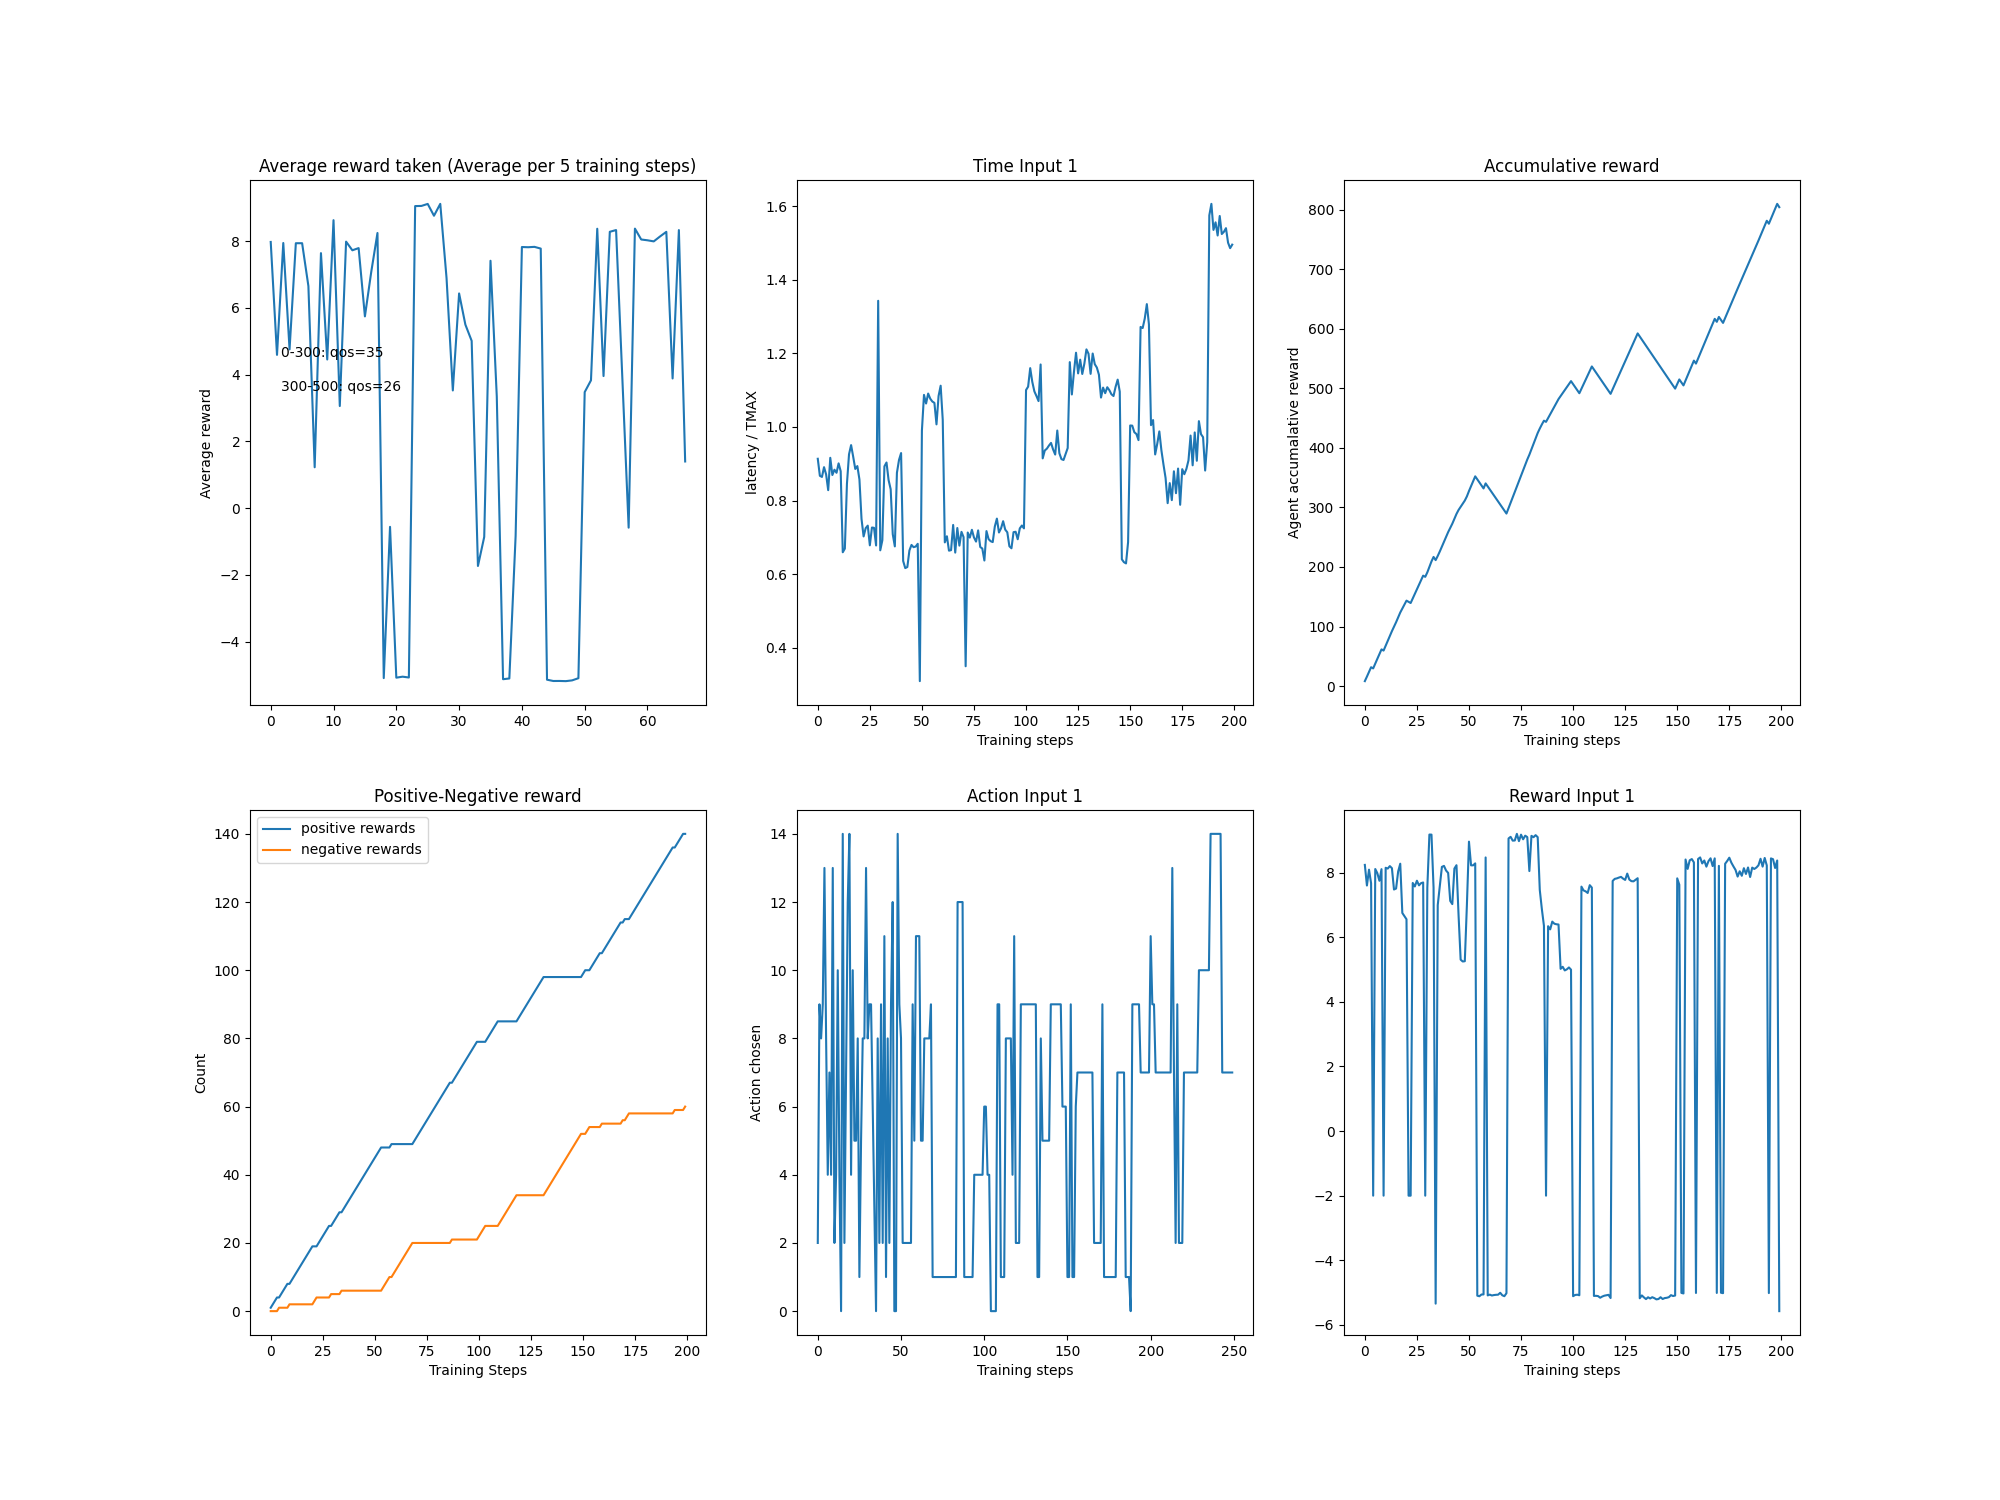 Average reward taken (Average per 5 training steps)
Average reward
8
6
4
2
0
−2
−4
0-300: qos=35
300-500: qos=26
0 10 20 30 40 50 60
Time Input 1
latency / TMAX
1.6
1.4
1.2
1.0
0.8
0.6
0.4
0 25 50 75 100 125 150 175 200
Training steps
Accumulative reward
Agent accumalative reward
800
700
600
500
400
300
200
100
0
0 25 50 75 100 125 150 175 200
Training steps
Positive-Negative reward
positive rewards
negative rewards
Count
140
120
100
80
60
40
20
0
0 25 50 75 100 125 150 175 200
Training Steps
Action Input 1
Action chosen
14
12
10
8
6
4
2
0
0 50 100 150 200 250
Training steps
Reward Input 1
8
6
4
2
0
−2
−4
−6
0 25 50 75 100 125 150 175 200
Training steps